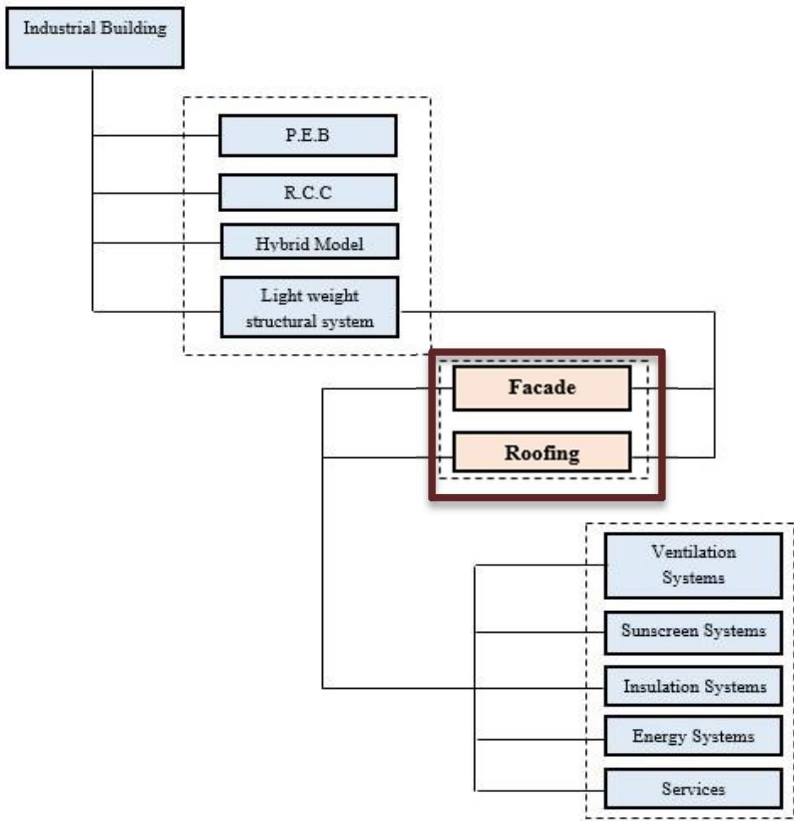 Industrial Building
P.E.B
R.C.C
Hybrid Model
Light weight
structural system
Facade
Roofing
Ventilation
Systems
Sunscreen Systems
Insulation Systems
Energy Systems
Services